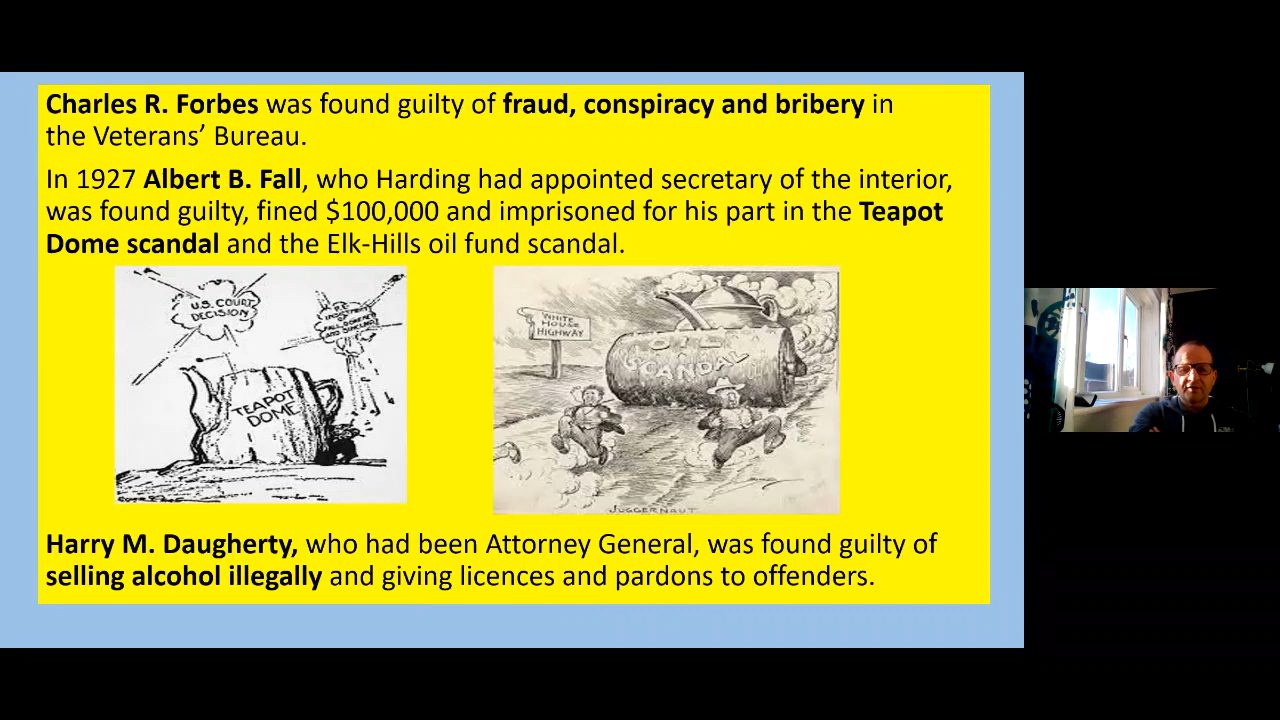 Charles R. Forbes was found guilty of fraud, conspiracy and bribery in
the Veterans’ Bureau.
In 1927 Albert B. Fall, who Harding had appointed secretary of the interior,
was found guilty, fined $100,000 and imprisoned for his part in the Teapot
Dome scandal and the Elk-Hills oil fund scandal.
U.S. COURT
DECISION
INDICTMENT
OF
AND SINCLAIR
TEAPOT
DOME
WHITE
HOUSE
HIGHWAY
OIL
SCANDAL
JUGGERNAUT
Harry M. Daugherty, who had been Attorney General, was found guilty of
selling alcohol illegally and giving licences and pardons to offenders.